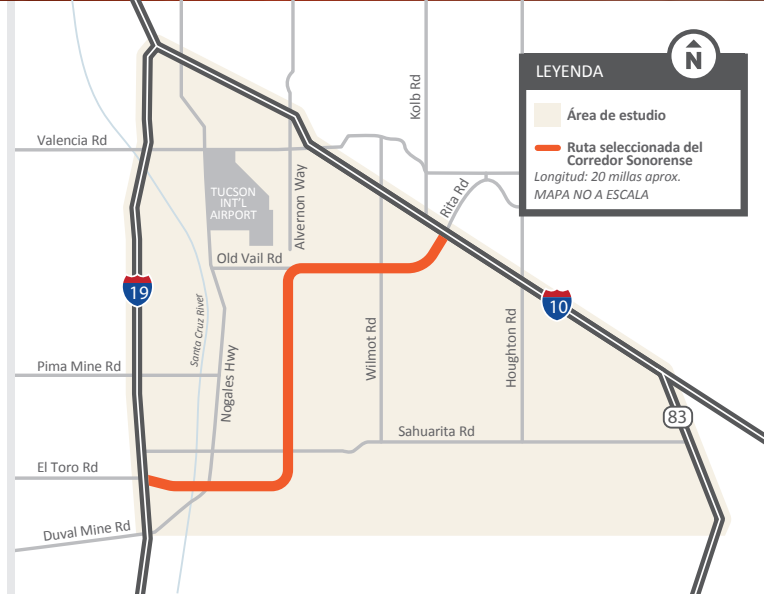 N
LEYENDA
Área de estudio
Ruta seleccionada del
Corredor Sonorense
Longitud: 20 millas aprox.
MAPA NO A ESCALA
Kolb Rd
Valencia Rd
Alvernon Way
TUCSON
INT'L
AIRPORT
Rita Rd
Old Vail Rd
19
10
Santa Cruz River
Nogales Hwy
Wilmot Rd
Houghton Rd
Pima Mine Rd
83
Sahuarita Rd
El Toro Rd
Duval Mine Rd